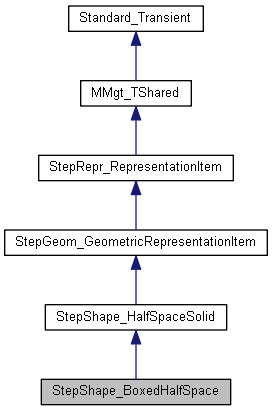 Standard_Transient
MMgt_TShared
StepRepr_RepresentationItem
StepGeom_GeometricRepresentationItem
StepShape_HalfSpaceSolid
StepShape_BoxedHalfSpace